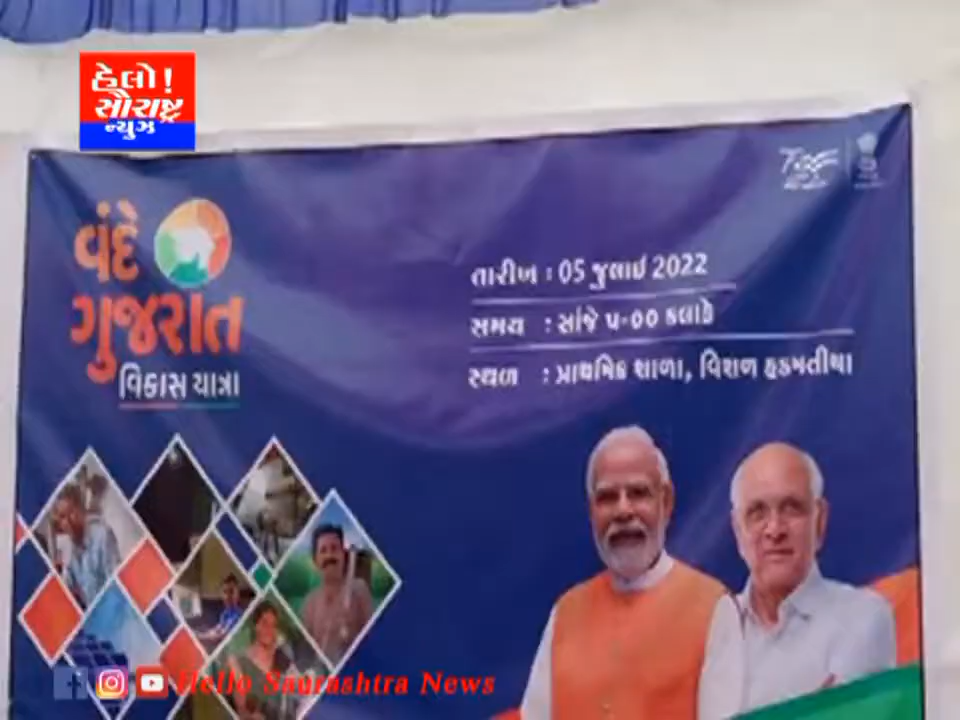 હેલો!
સૌરાષ્ટ્ર
ન્યુઝ
વંદે
ગુજરાત
વિકાસ યાત્રા
તારીખ : 05 જુલાઈ 2022
સમય : સાંજે ૫-૦૦ કલાકે
સ્થળ : પ્રાથમિક શાળા, વિશળ હડમતીયા
Hello Saurashtra News